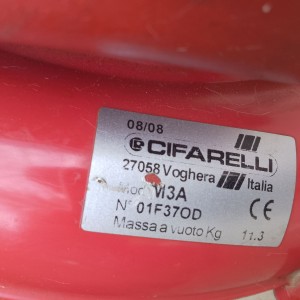 08/08
CIFARELLI
27058 Voghera
Italia
Mod. M3A
N° 01F37OD CE
Massa a vuoto Kg 11.3